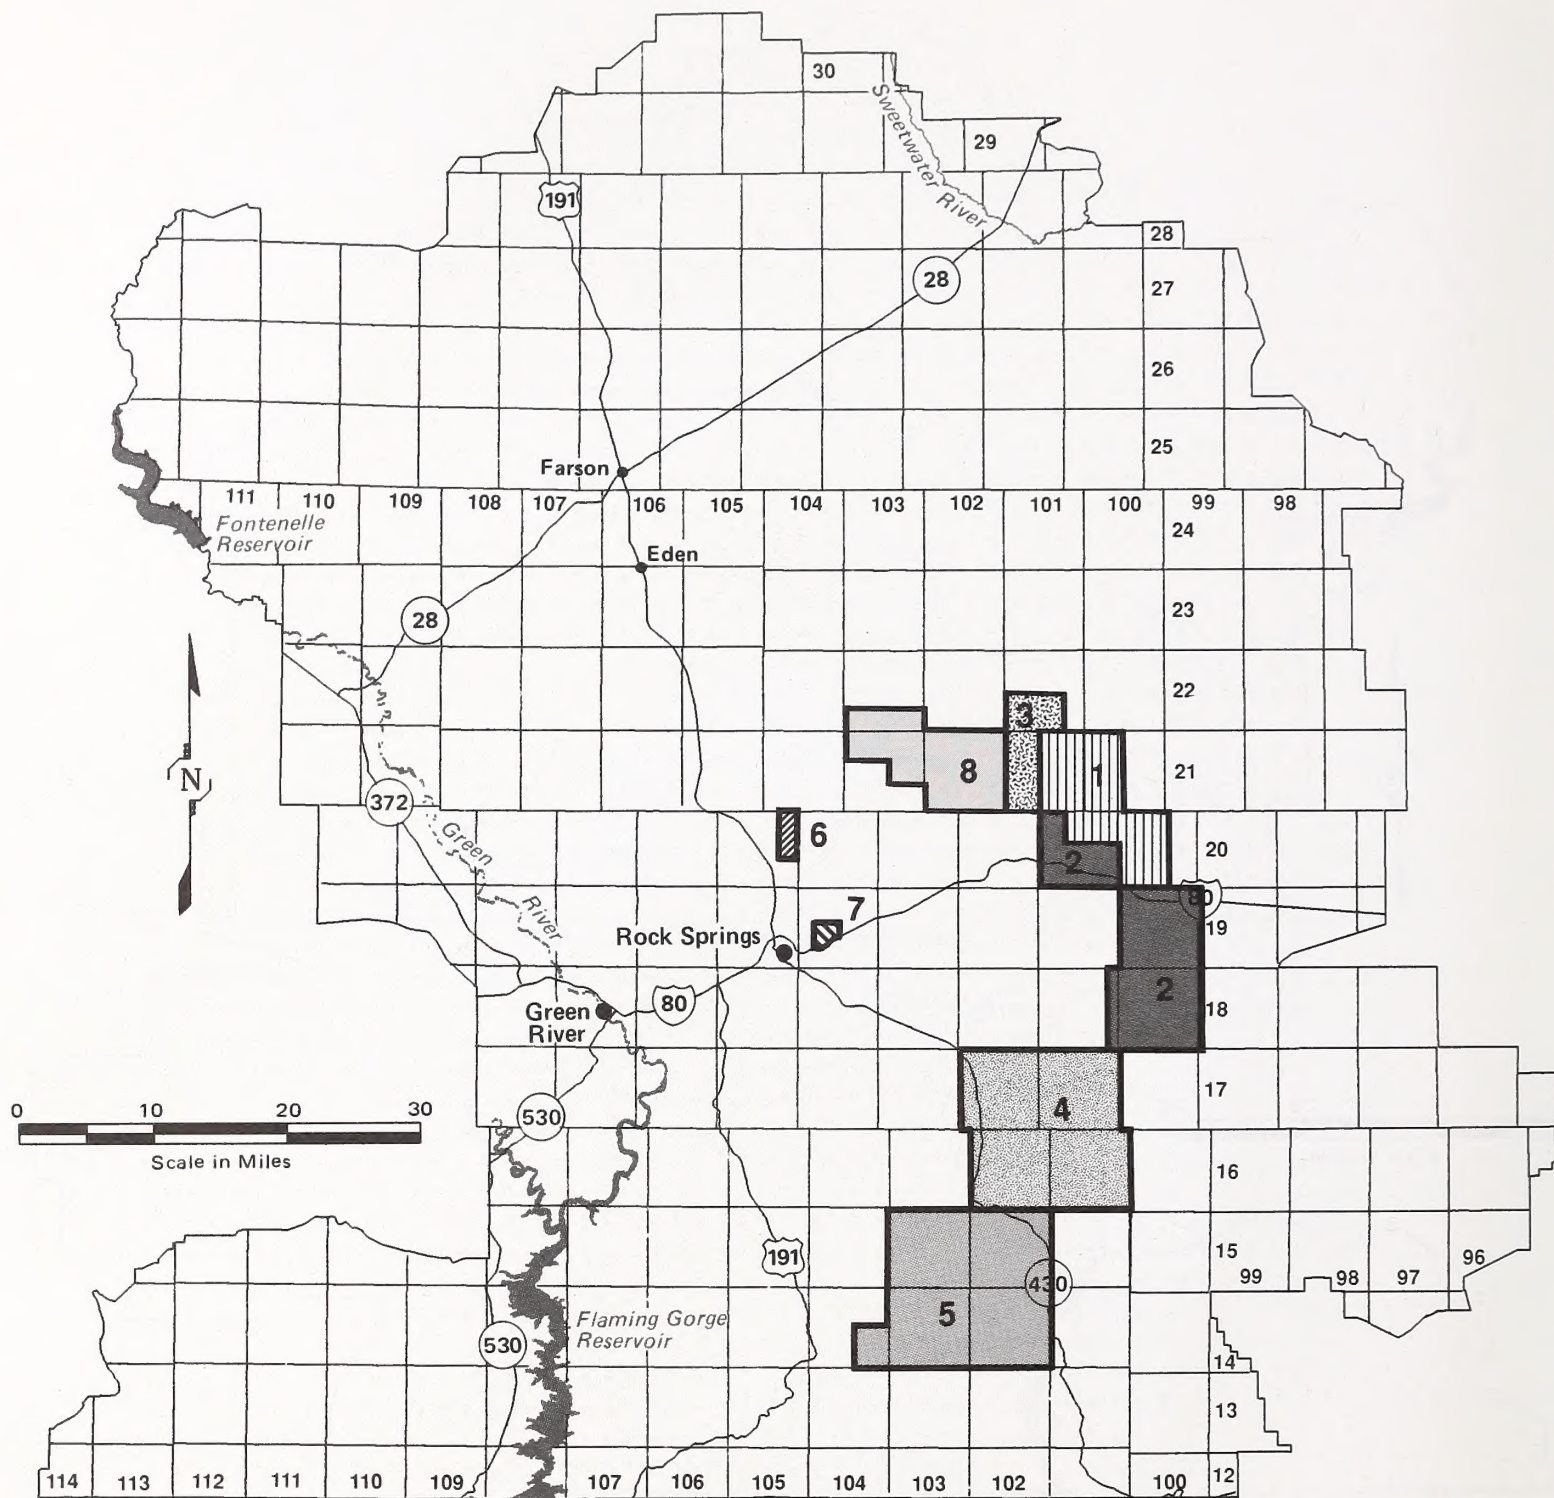 30
Sweetwater River
29
191
28
28
27
26
25
Farson
111 110 109 108 107 106 105 104 103 102 101 100 99 98
Fontenelle
Reservoir
24
Eden
23
28
22
3
8
1
21
N
372
Green
River
6
2
20
80
7
19
Rock Springs
2
18
80
Green
River
17
4
0 10 20 30
Scale in Miles
530
16
15
191
99 98 97 96
430
5
Flaming Gorge
Reservoir
530
14
13
114 113 112 111 110 109 107 106 105 104 103 102 100 12